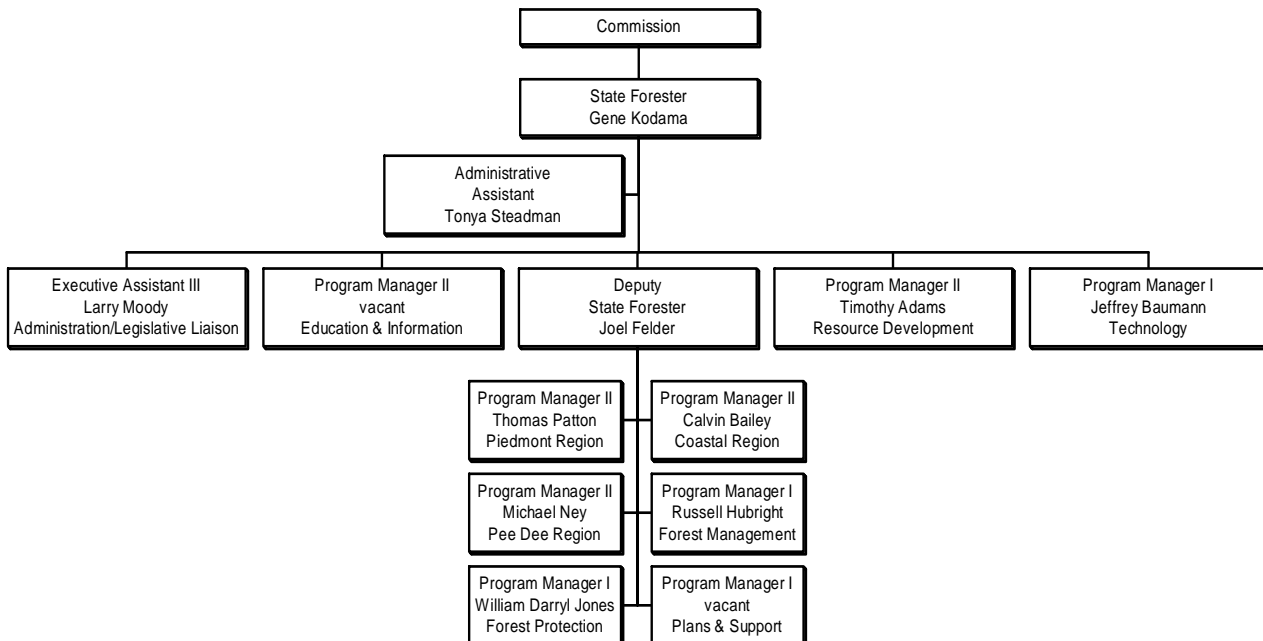 Commission
State Forester
Gene Kodama
Administrative
Assistant
Tonya Steadman
Executive Assistant III
Larry Moody
Administration/Legislative Liaison
Program Manager II
vacant
Education & Information
Deputy
State Forester
Joel Felder
Program Manager II
Timothy Adams
Resource Development
Program Manager I
Jeffrey Baumann
Technology
Program Manager II
Thomas Patton
Piedmont Region
Program Manager II
Calvin Bailey
Coastal Region
Program Manager II
Michael Ney
Pee Dee Region
Program Manager I
Russell Hubright
Forest Management
Program Manager I
William Darryl Jones
Forest Protection
Program Manager I
vacant
Plans & Support